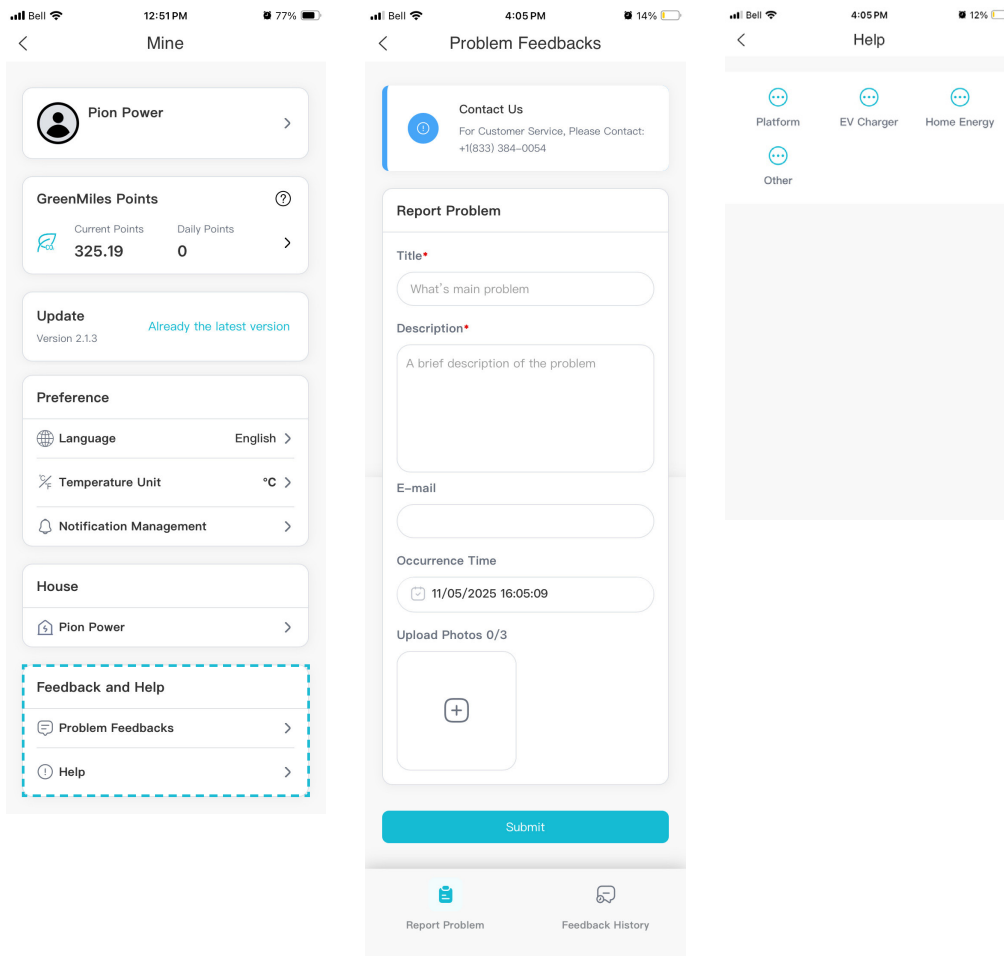 Bell
12:51 PM
77%
Mine
Pion Power
GreenMiles Points
Current Points
Daily Points
325.19
0
Update
Version 2.1.3
Already the latest version
Preference
Language
English
Temperature Unit
°C
Notification Management
House
Pion Power
Feedback and Help
Problem Feedbacks
Help
Bell
4:05 PM
14%
Problem Feedbacks
Contact Us
For Customer Service, Please Contact:
+1(833) 384-0054
Report Problem
Title*
What's main problem
Description*
A brief description of the problem
E-mail
Occurrence Time
11/05/2025 16:05:09
Upload Photos 0/3
Submit
Report Problem
Feedback History
Bell
4:05 PM
12%
Help
Platform
EV Charger
Home Energy
Other